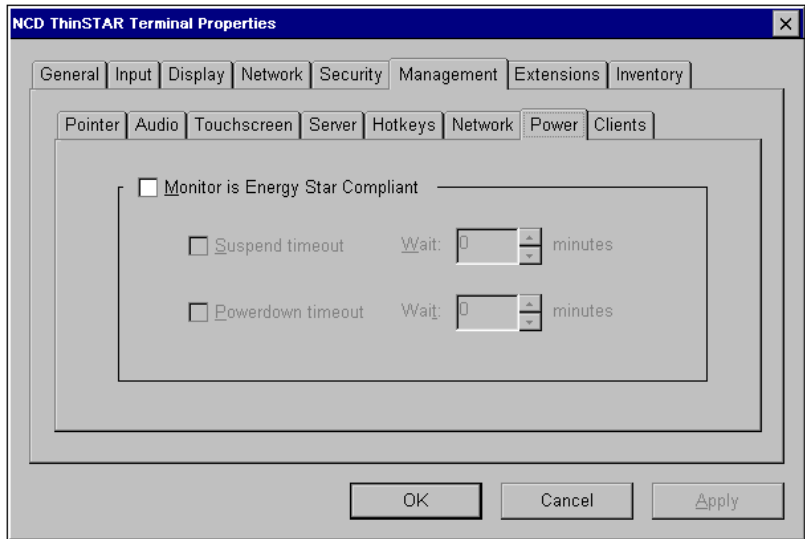 NCD ThinSTAR Terminal Properties
General Input Display Network Security Management Extensions Inventory
Pointer Audio Touchscreen Server Hotkeys Network Power Clients
Monitor is Energy Star Compliant
Suspend timeout Wait: 0 minutes
Powerdown timeout Wait: 0 minutes
OK Cancel Apply